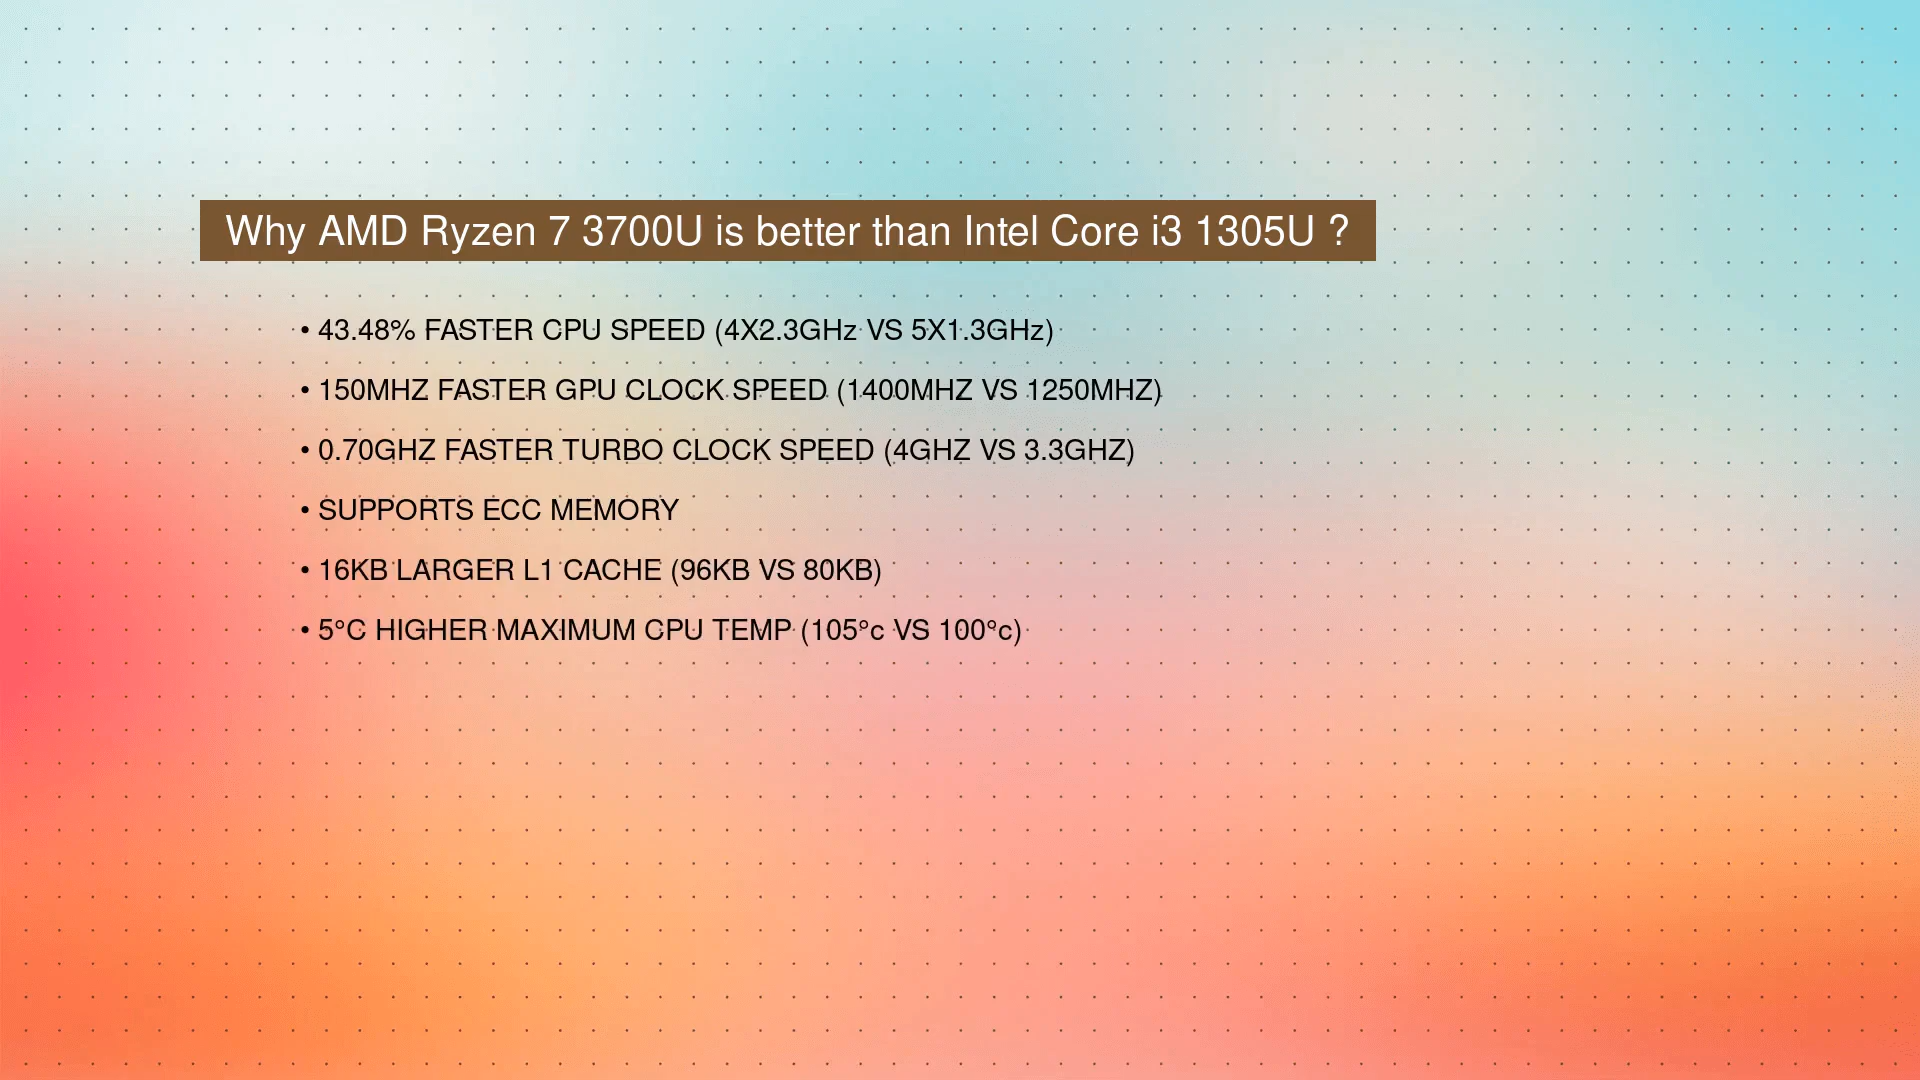 Why AMD Ryzen 7 3700U is better than Intel Core i3 1305U ?
• 43.48% FASTER CPU SPEED (4X2.3GHz VS 5X1.3GHz)
• 150MHZ FASTER GPU CLOCK SPEED (1400MHZ VS 1250MHZ)
• 0.70GHZ FASTER TURBO CLOCK SPEED (4GHZ VS 3.3GHZ)
• SUPPORTS ECC MEMORY
• 16KB LARGER L1 CACHE (96KB VS 80KB)
• 5°C HIGHER MAXIMUM CPU TEMP (105°c VS 100°c)